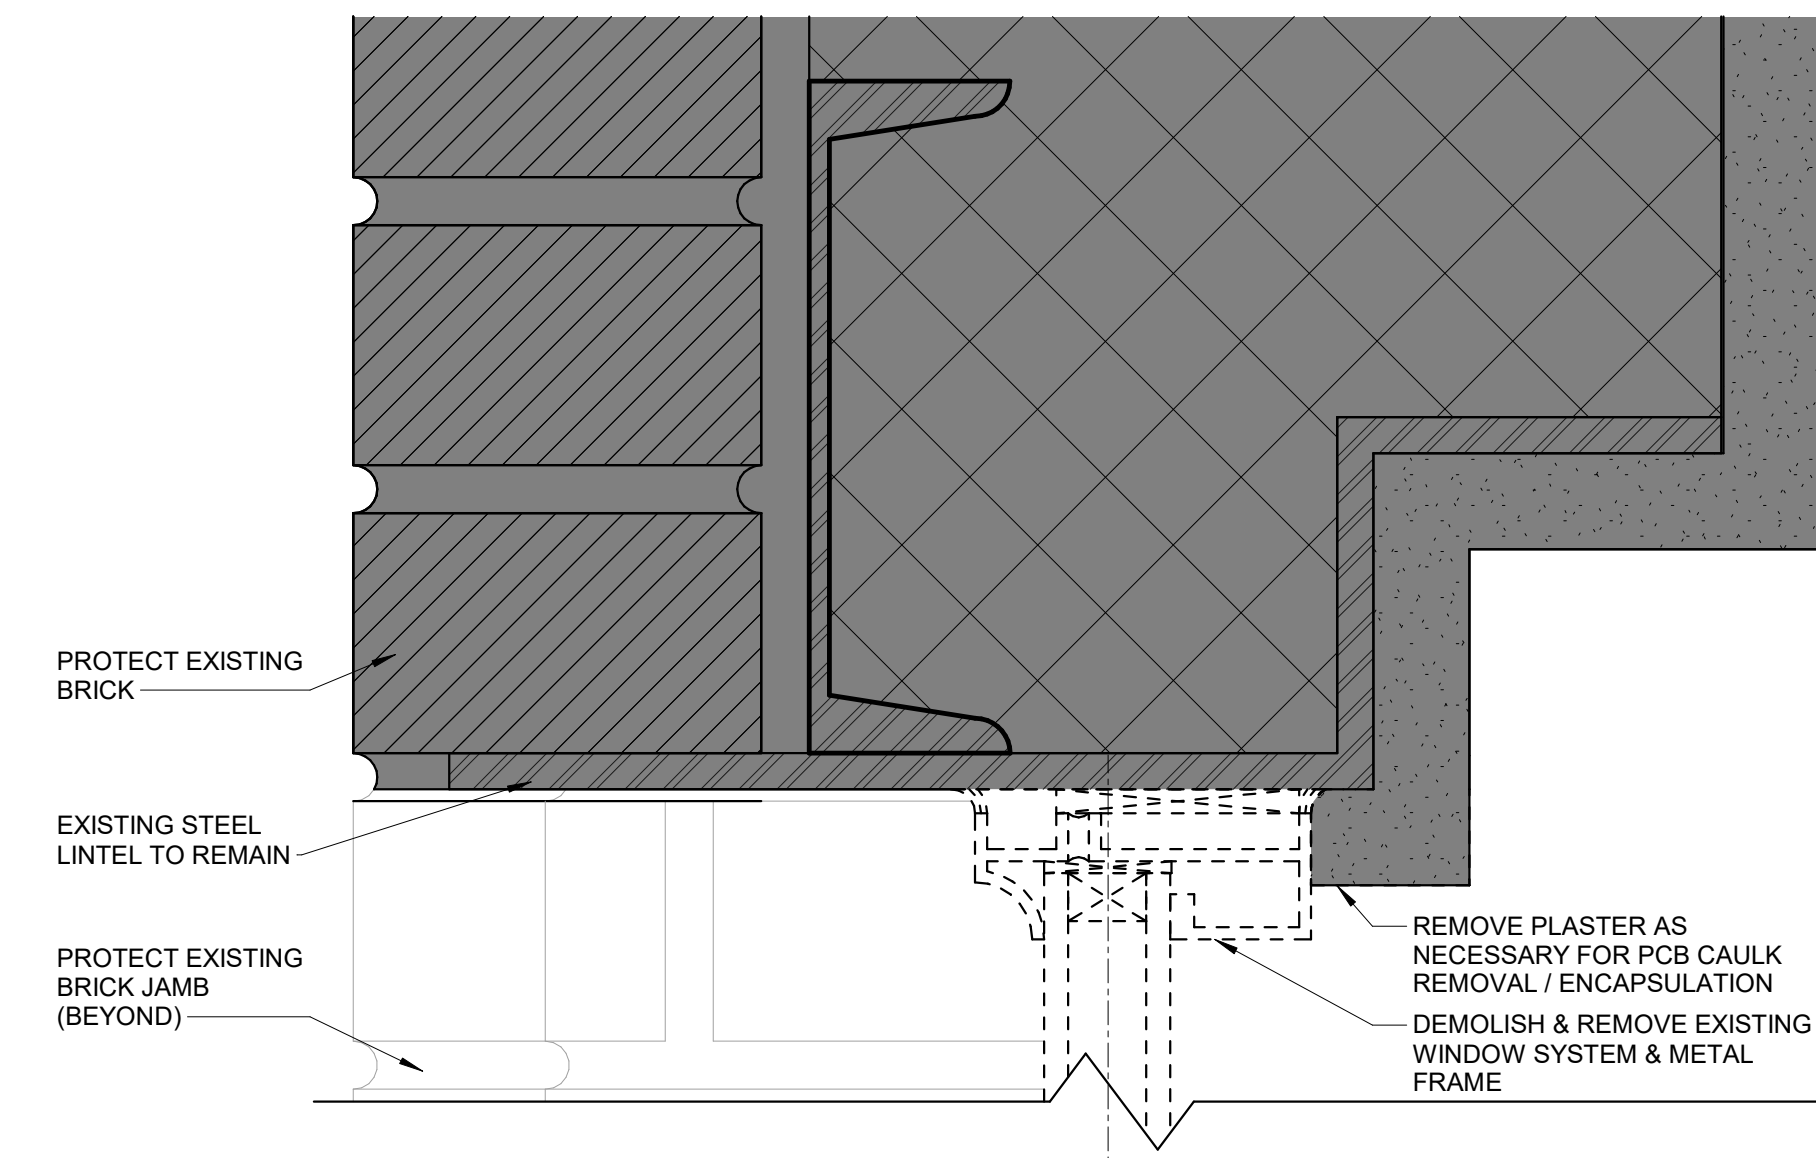 PROTECT EXISTING
BRICK
EXISTING STEEL
LINTEL TO REMAIN
PROTECT EXISTING
BRICK JAMB
(BEYOND)
REMOVE PLASTER AS
NECESSARY FOR PCB CAULK
REMOVAL / ENCAPSULATION
DEMOLISH & REMOVE EXISTING
WINDOW SYSTEM & METAL
FRAME